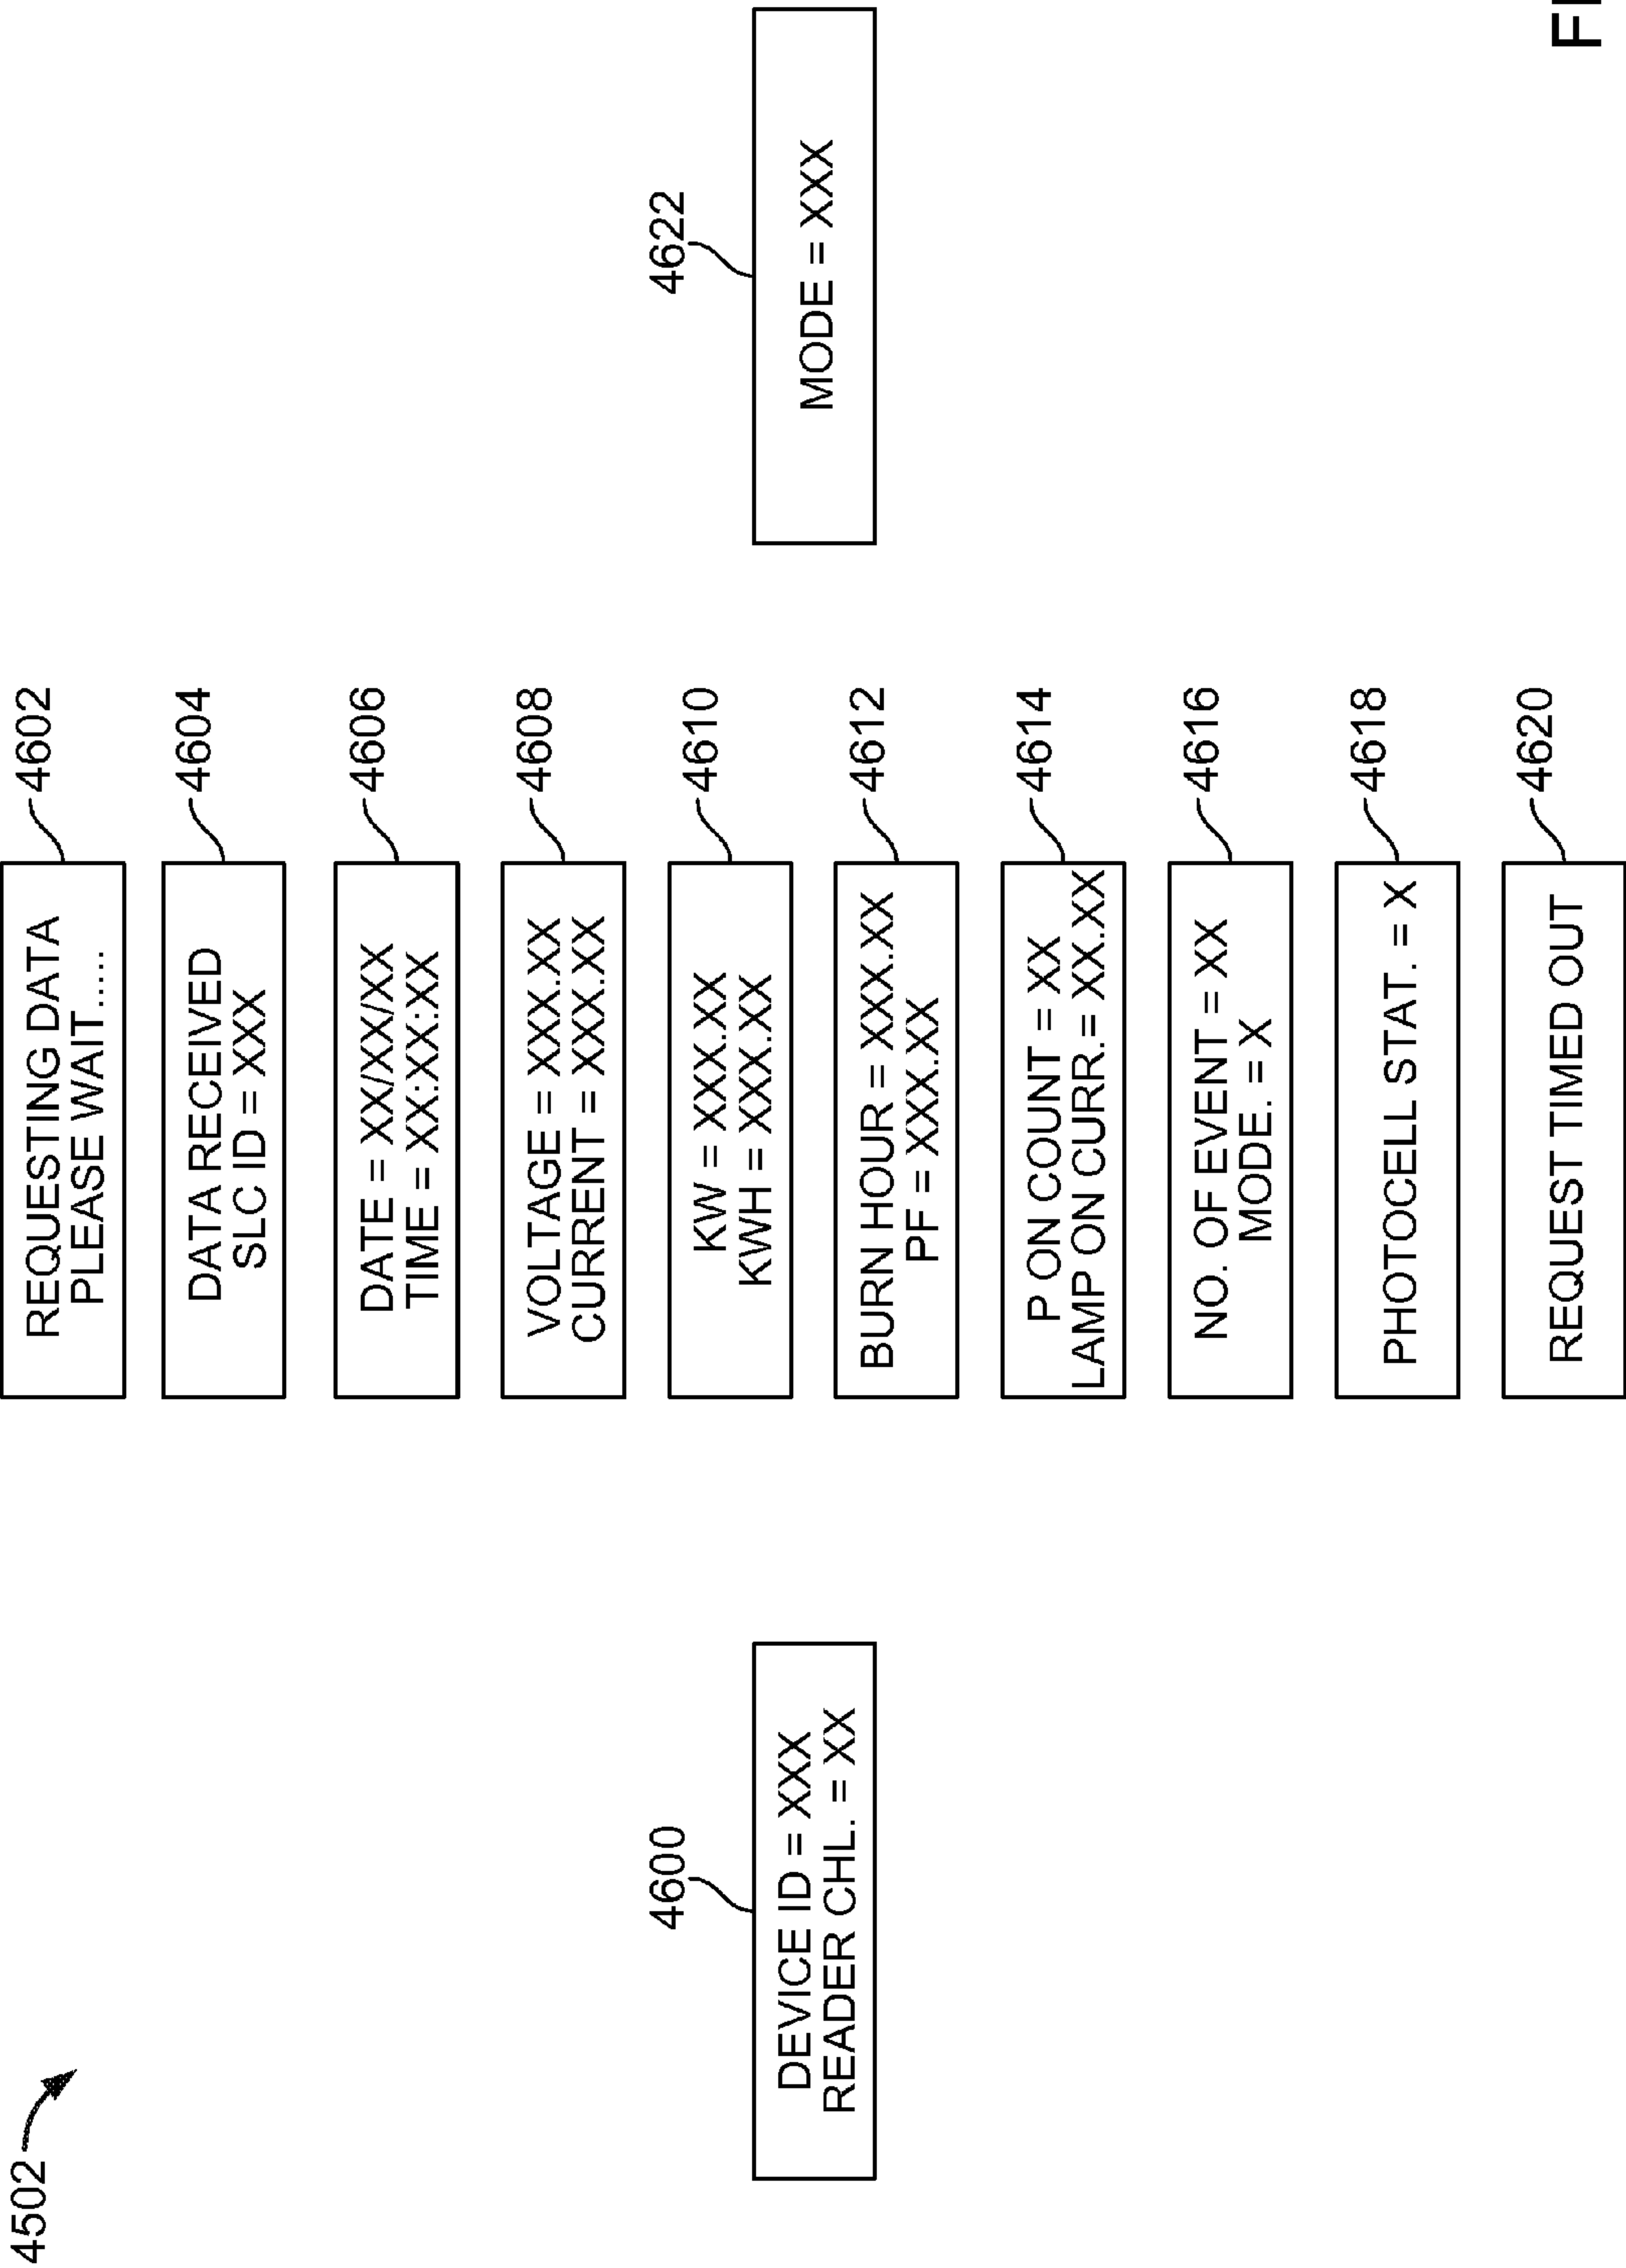 4502
4600
DEVICE ID = XXX
READER CHL. = XX
4602
REQUESTING DATA
PLEASE WAIT.....
4604
DATA RECEIVED
SLC ID = XXX
4606
DATE = XX/XX/XX
TIME = XX:XX:XX
4608
VOLTAGE = XXX.XX
CURRENT = XXX.XX
4610
KW = XXX.XX
KWH = XXX.XX
4612
BURN HOUR = XXX.XX
PF = XXX.XX
4614
P ON COUNT = XX
LAMP ON CURR. = XX.XX
4616
NO. OF EVENT = XX
MODE. = X
4618
PHOTOCELL STAT. = X
4620
REQUEST TIMED OUT
4622
MODE = XXX